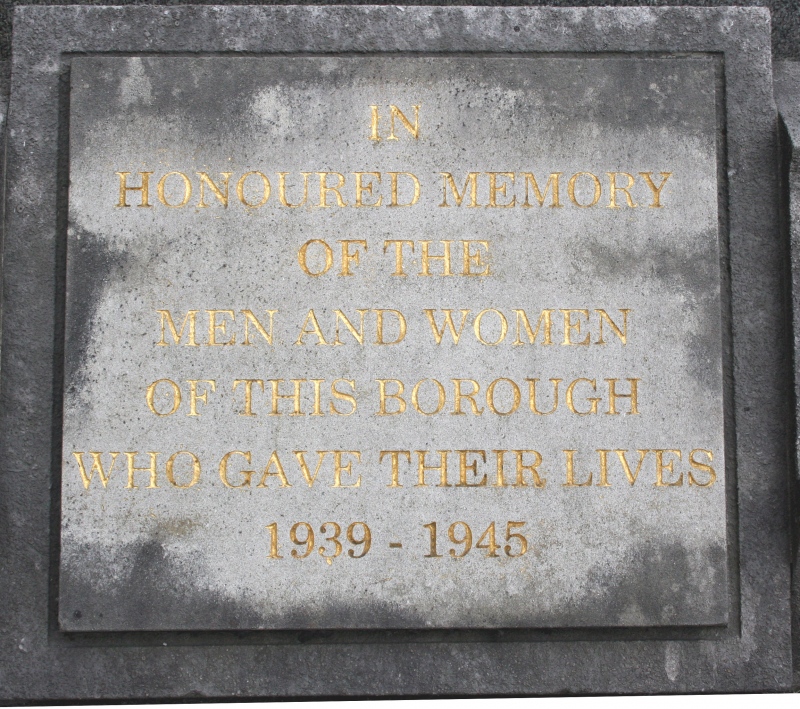 IN
HONOURED MEMORY
OF THE
MEN AND WOMEN
OF THIS BOROUGH
WHO GAVE THEIR LIVES
1939 - 1945